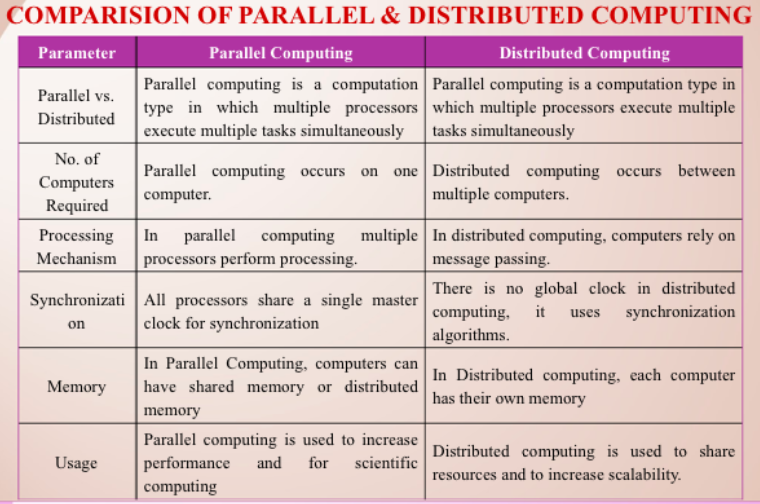 COMPARISION OF PARALLEL & DISTRIBUTED COMPUTING
Parameter
Parallel Computing
Distributed Computing
Parallel vs.
Distributed
Parallel computing is a computation
type in which multiple processors
execute multiple tasks simultaneously
Parallel computing is a computation type in
which multiple processors execute multiple
tasks simultaneously
No. of
Computers
Required
Parallel computing occurs on one
computer.
Distributed computing occurs between
multiple computers.
Processing
Mechanism
In parallel computing multiple
processors perform processing.
In distributed computing, computers rely on
message passing.
Synchronizati
on
All processors share a single master
clock for synchronization
There is no global clock in distributed
computing, it uses synchronization
algorithms.
Memory
In Parallel Computing, computers can
have shared memory or distributed
memory
In Distributed computing, each computer
has their own memory
Usage
Parallel computing is used to increase
performance and for scientific
computing
Distributed computing is used to share
resources and to increase scalability.